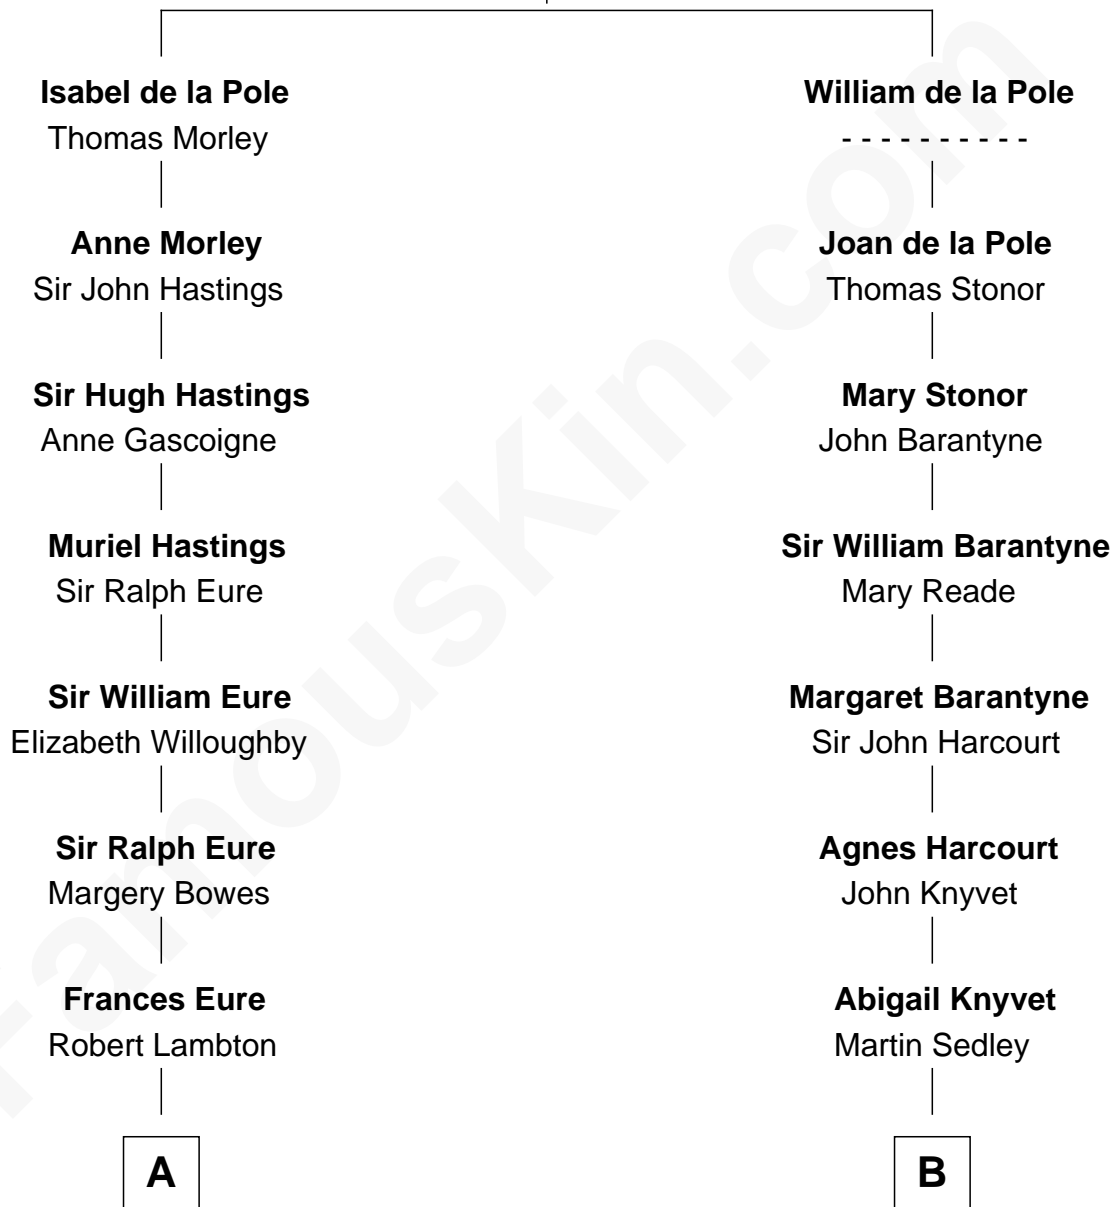 Isabel de la Pole
Thomas Morley
William de la Pole
- - - - - - - - - -
Anne Morley
Sir John Hastings
Joan de la Pole
Thomas Stonor
Sir Hugh Hastings
Anne Gascoigne
Mary Stonor
John Barantyne
Muriel Hastings
Sir Ralph Eure
Sir William Barantyne
Mary Reade
Sir William Eure
Elizabeth Willoughby
Margaret Barantyne
Sir John Harcourt
Sir Ralph Eure
Margery Bowes
Agnes Harcourt
John Knyvet
Frances Eure
Robert Lambton
Abigail Knyvet
Martin Sedley
A
B
FamousKin.com